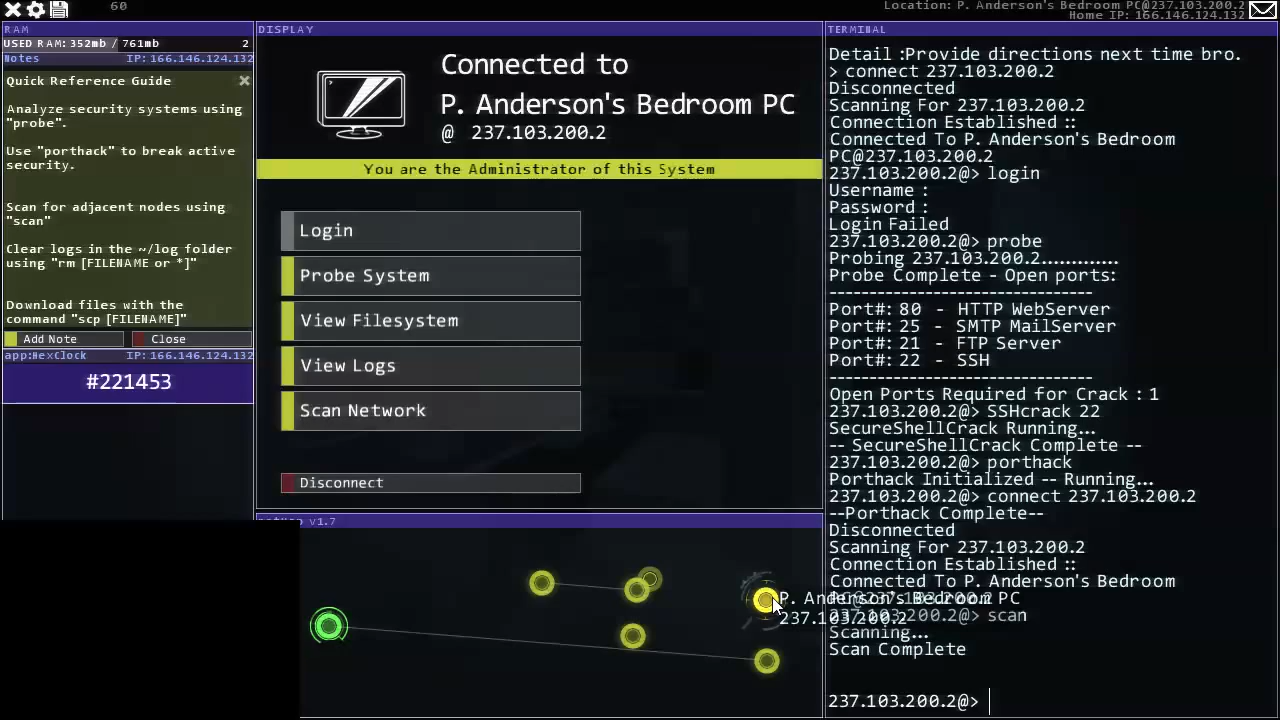 60
Location: P. Anderson's Bedroom PC@237.103.200.2
Home IP: 166.146.124.132
RAM
USED RAM: 352mb / 761mb 2
Notes IP: 166.146.124.132
Quick Reference Guide
Analyze security systems using
"probe".
Use "porthack" to break active
security.
Scan for adjacent nodes using
"scan"
Clear logs in the ~/log folder
using "rm [FILENAME or *]"
Download files with the
command "scp [FILENAME]"
Add Note Close
app:HexClock IP: 166.146.124.132
#221453
DISPLAY
Connected to
P. Anderson's Bedroom PC
@ 237.103.200.2
You are the Administrator of this System
Login
Probe System
View Filesystem
View Logs
Scan Network
Disconnect
v1.7
P. Anderson's Bedroom PC
237.103.200.2
TERMINAL
Detail :Provide directions next time bro.
> connect 237.103.200.2
Disconnected
Scanning For 237.103.200.2
Connection Established ::
Connected To P. Anderson's Bedroom
PC@237.103.200.2
237.103.200.2@> login
Username :
Password :
Login Failed
237.103.200.2@> probe
Probing 237.103.200.2.............
Probe Complete - Open ports:
---------------------------------
Port#: 80 - HTTP WebServer
Port#: 25 - SMTP MailServer
Port#: 21 - FTP Server
Port#: 22 - SSH
---------------------------------
Open Ports Required for Crack : 1
237.103.200.2@> SSHcrack 22
SecureShellCrack Running...
-- SecureShellCrack Complete --
237.103.200.2@> porthack
Porthack Initialized -- Running...
237.103.200.2@> connect 237.103.200.2
--Porthack Complete--
Disconnected
Scanning For 237.103.200.2
Connection Established ::
Connected To P. Anderson's Bedroom
PC@237.103.200.2
237.103.200.2@> scan
Scanning...
Scan Complete
237.103.200.2@>